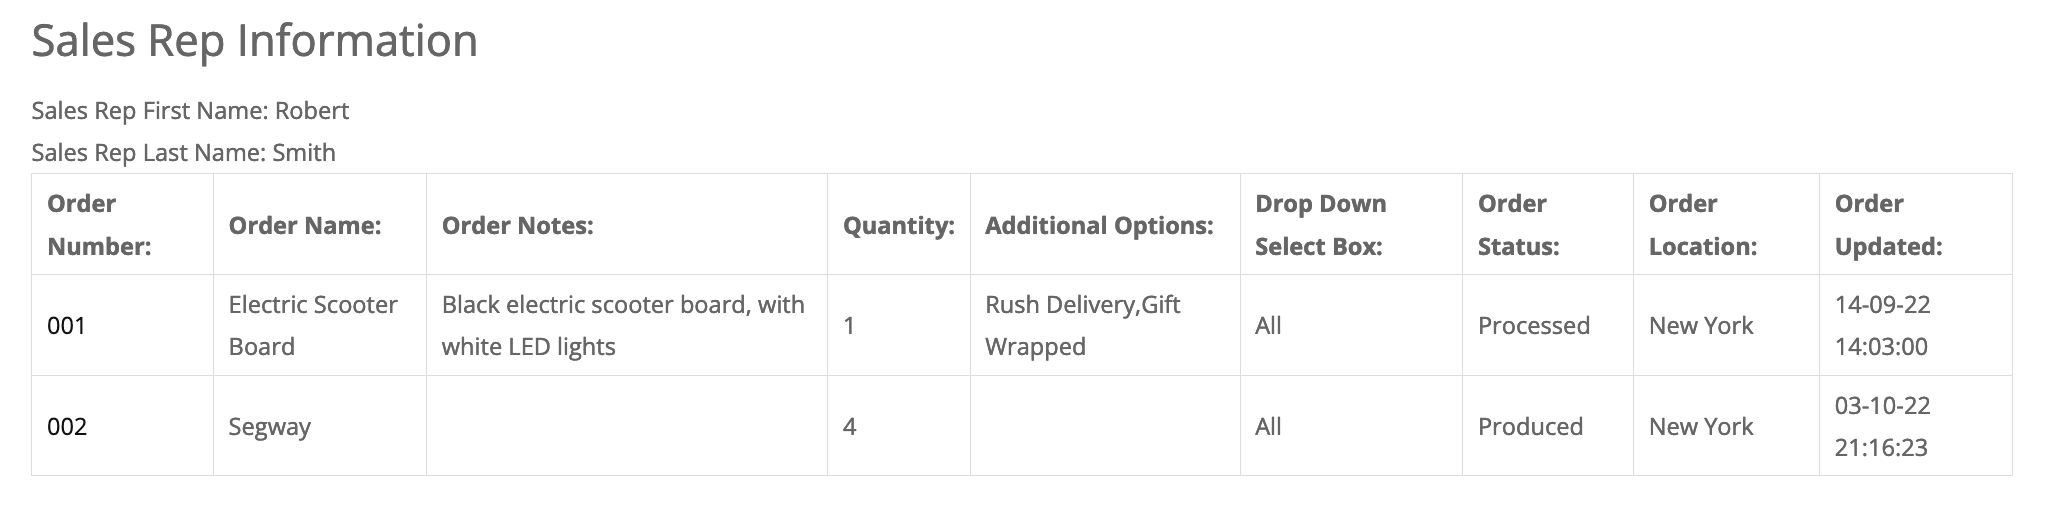 Sales Rep Information
Sales Rep First Name: Robert
Sales Rep Last Name: Smith
Order Number: Order Name: Order Notes: Quantity: Additional Options: Drop Down Select Box: Order Status: Order Location: Order Updated:
001 Electric Scooter Board Black electric scooter board, with white LED lights 1 Rush Delivery,Gift Wrapped All Processed New York 14-09-22 14:03:00
002 Segway 4 All Produced New York 03-10-22 21:16:23